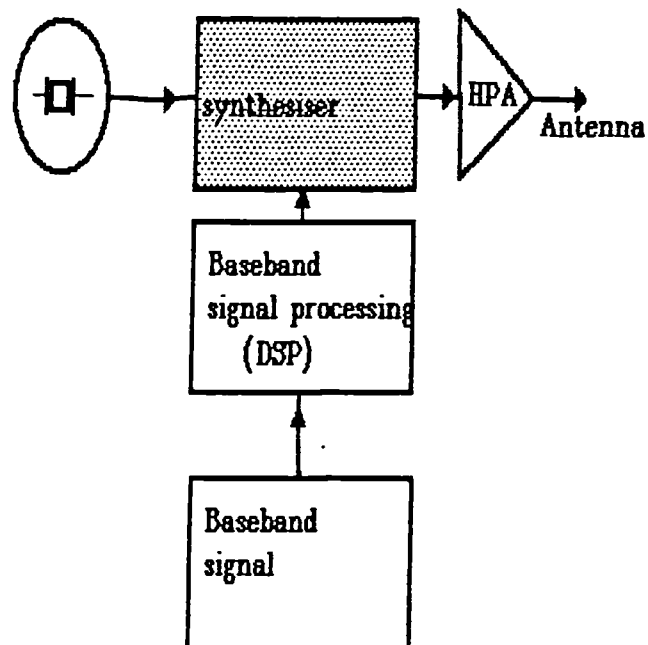 synthesiser
HPA
Antenna
Baseband
signal processing
(DSP)
Baseband
signal